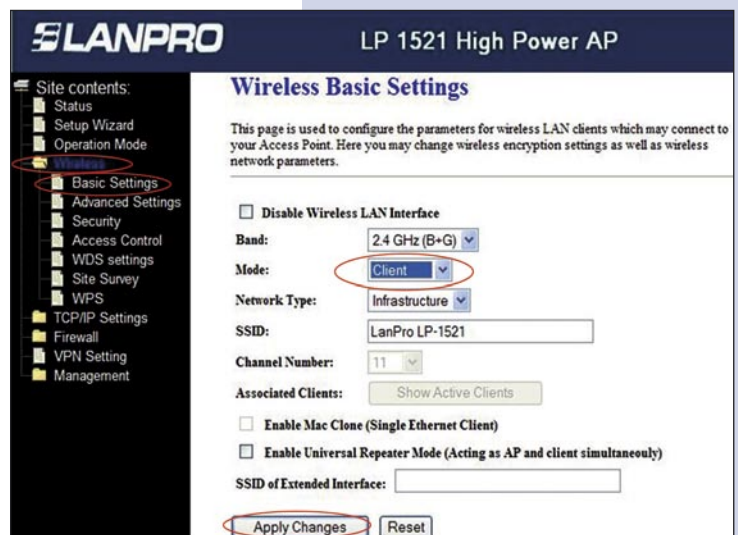 LANPRO
LP 1521 High Power AP
Site contents:
Status
Setup Wizard
Operation Mode
Wireless
Basic Settings
Advanced Settings
Security
Access Control
WDS settings
Site Survey
WPS
TCP/IP Settings
Firewall
VPN Setting
Management
Wireless Basic Settings
This page is used to configure the parameters for wireless LAN clients which may connect to
your Access Point. Here you may change wireless encryption settings as well as wireless
network parameters.
Disable Wireless LAN Interface
Band: 2.4 GHz (B+G)
Mode: Client
Network Type: Infrastructure
SSID: LanPro LP-1521
Channel Number: 11
Associated Clients: Show Active Clients
Enable Mac Clone (Single Ethernet Client)
Enable Universal Repeater Mode (Acting as AP and client simultaneouly)
SSID of Extended Interface:
Apply Changes Reset